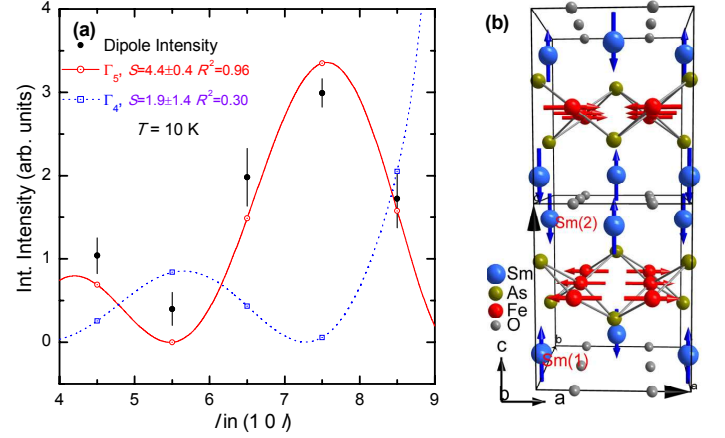 (a)
4
3
2
1
0
Int. Intensity (arb. units)
Dipole Intensity
Γ5, S=4.4±0.4 R²=0.96
Γ4, S=1.9±1.4 R²=0.30
T = 10 K
4 5 6 7 8 9
l in (1 0 l)
(b)
Sm(2)
Sm
As
Fe
O
Sm(1)
b
a
c
b
a